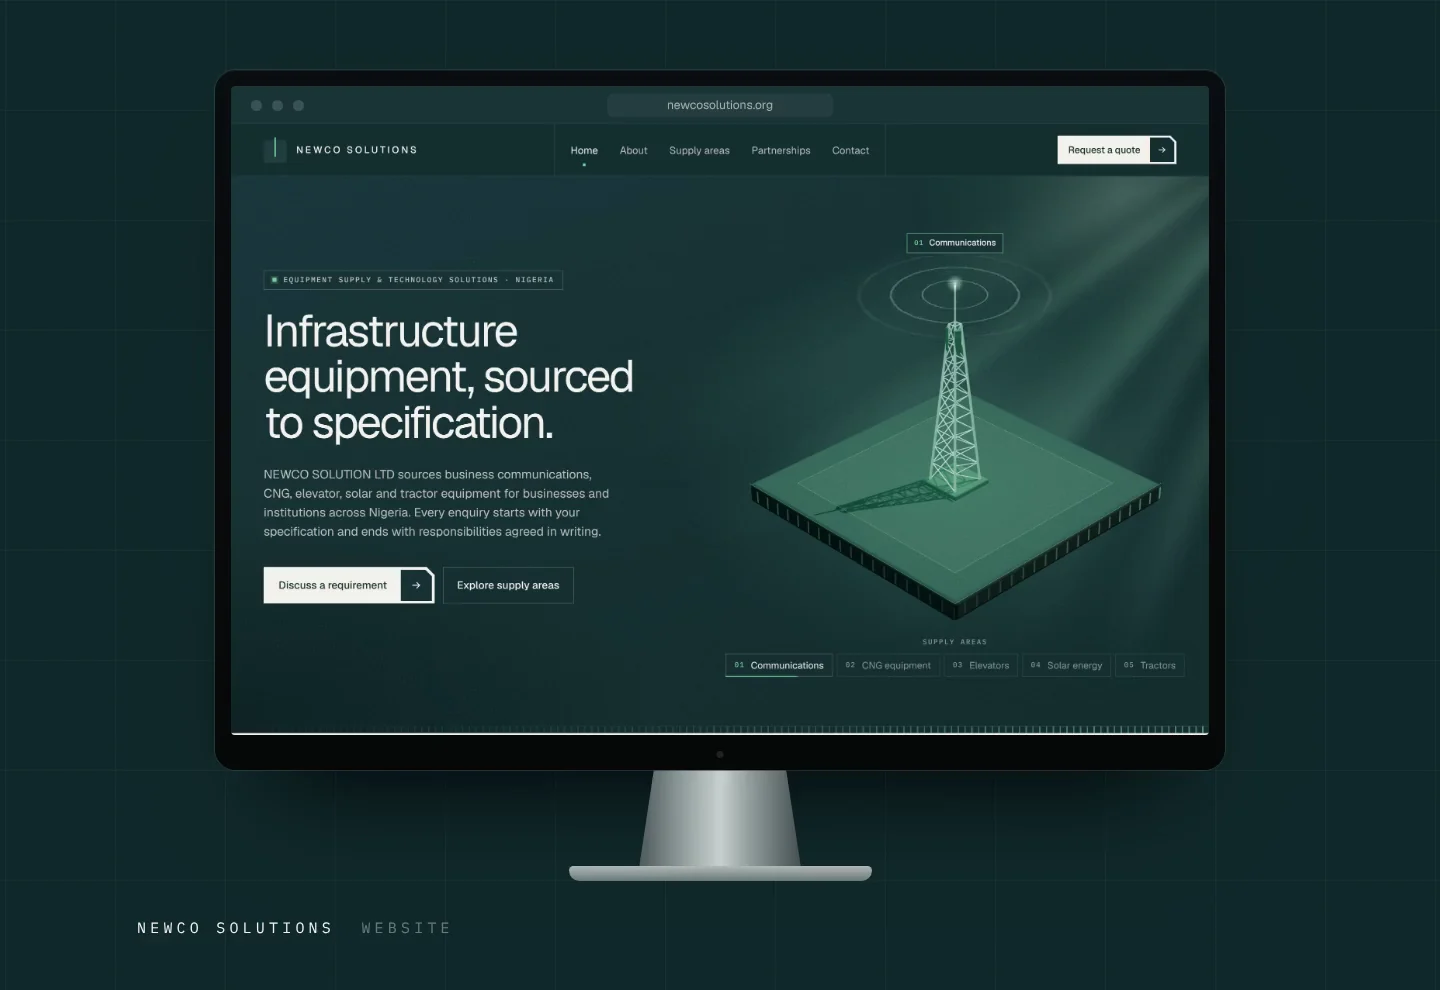 newcosolutions.org
NEWCO SOLUTIONS
Home About Supply areas Partnerships Contact
Request a quote →
01 Communications
EQUIPMENT SUPPLY & TECHNOLOGY SOLUTIONS · NIGERIA
Infrastructure
equipment, sourced
to specification.
NEWCO SOLUTION LTD sources business communications,
CNG, elevator, solar and tractor equipment for businesses and
institutions across Nigeria. Every enquiry starts with your
specification and ends with responsibilities agreed in writing.
Discuss a requirement → Explore supply areas
SUPPLY AREAS
01 Communications 02 CNG equipment 03 Elevators 04 Solar energy 05 Tractors
NEWCO SOLUTIONS WEBSITE